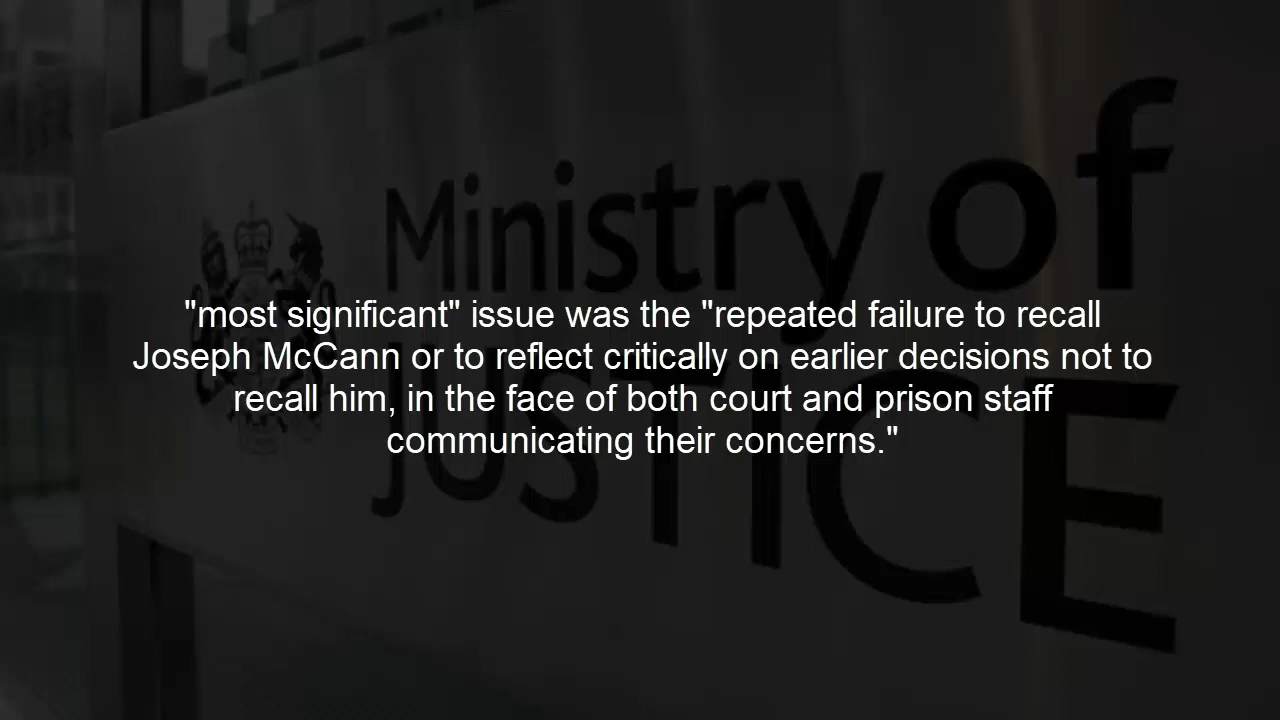 Ministry of
JUSTICE
"most significant" issue was the "repeated failure to recall
Joseph McCann or to reflect critically on earlier decisions not to
recall him, in the face of both court and prison staff
communicating their concerns."